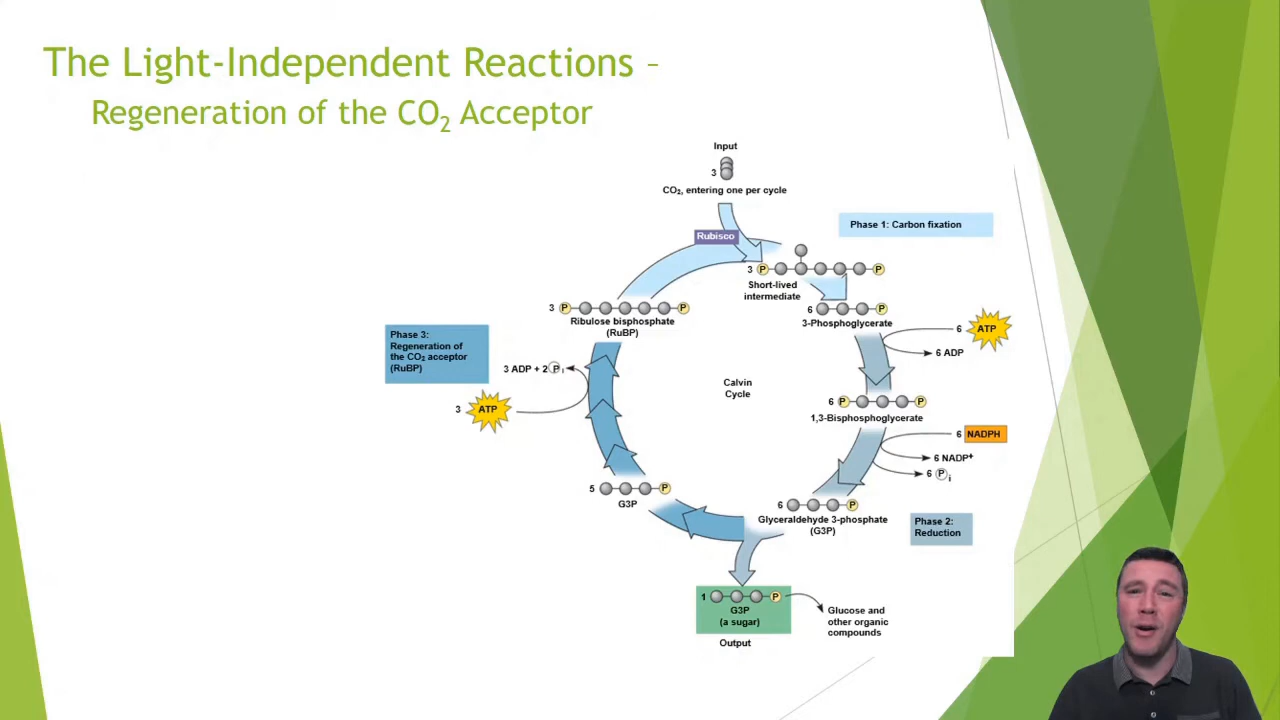 The Light-Independent Reactions –
Regeneration of the CO₂ Acceptor
Input
3
CO₂, entering one per cycle
Rubisco
Phase 1: Carbon fixation
3 P P
Short-lived
intermediate
3 P P
Ribulose bisphosphate
(RuBP)
6 P
3-Phosphoglycerate
6 ATP
6 ADP
Phase 3:
Regeneration of
the CO₂ acceptor
(RuBP)
3 ADP + 2 Pi
3 ATP
Calvin
Cycle
6 P P
1,3-Bisphosphoglycerate
6 NADPH
6 NADP+
6 Pi
5 P
G3P
6 P
Glyceraldehyde 3-phosphate
(G3P)
Phase 2:
Reduction
1 P
G3P
(a sugar)
Output
Glucose and
other organic
compounds